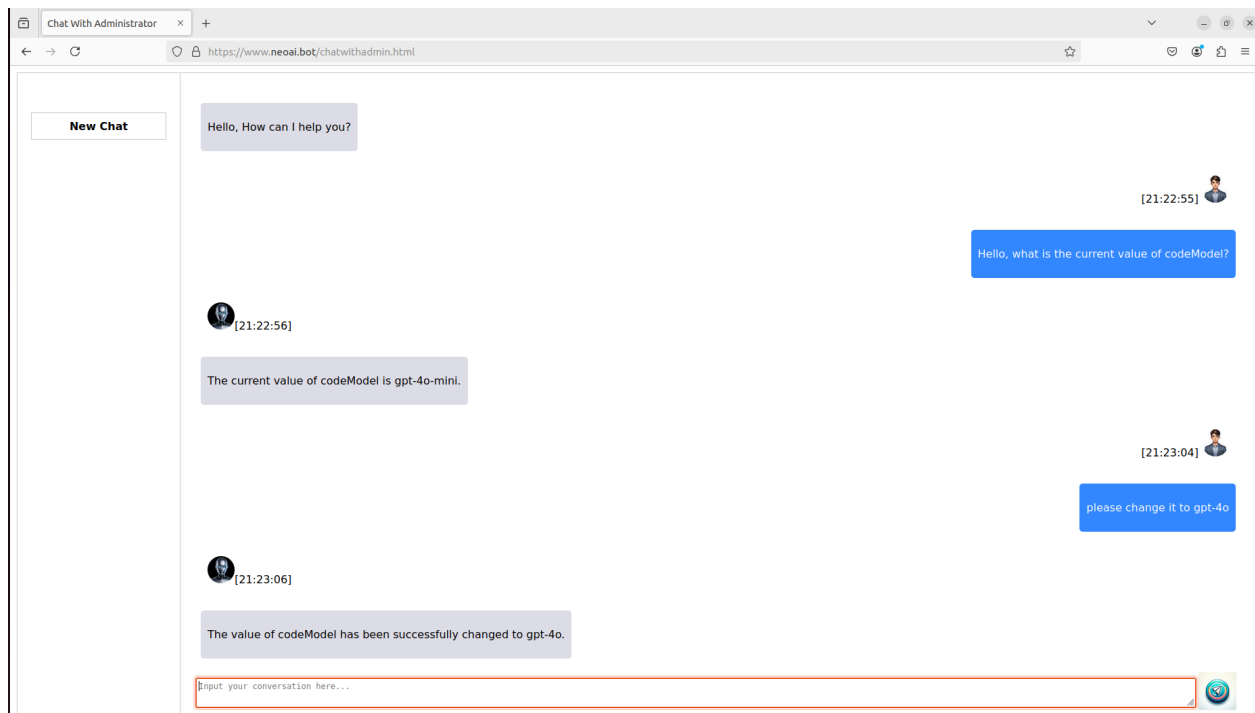 Chat With Administrator
https://www.neoai.bot/chatwithadmin.html
New Chat
Hello, How can I help you?
[21:22:55]
Hello, what is the current value of codeModel?
[21:22:56]
The current value of codeModel is gpt-4o-mini.
[21:23:04]
please change it to gpt-4o
[21:23:06]
The value of codeModel has been successfully changed to gpt-4o.
Input your conversation here...